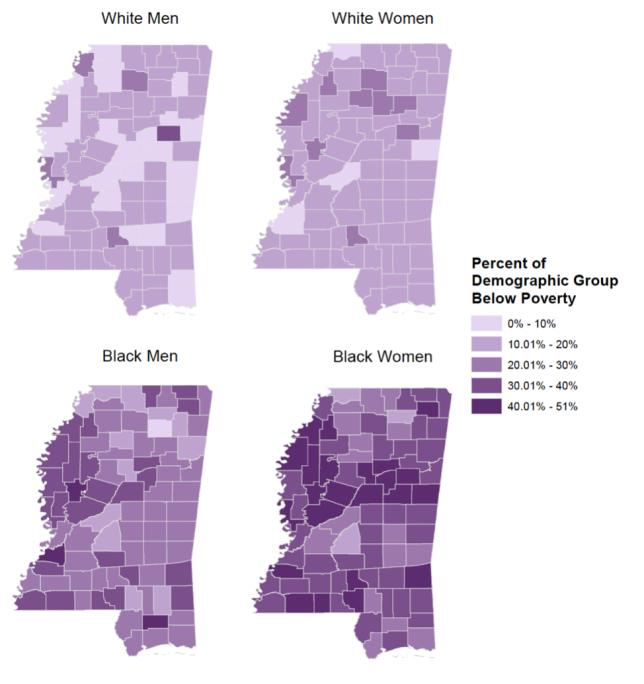 White Men
White Women
Percent of
Demographic Group
Below Poverty
0% - 10%
10.01% - 20%
20.01% - 30%
30.01% - 40%
40.01% - 51%
Black Men
Black Women